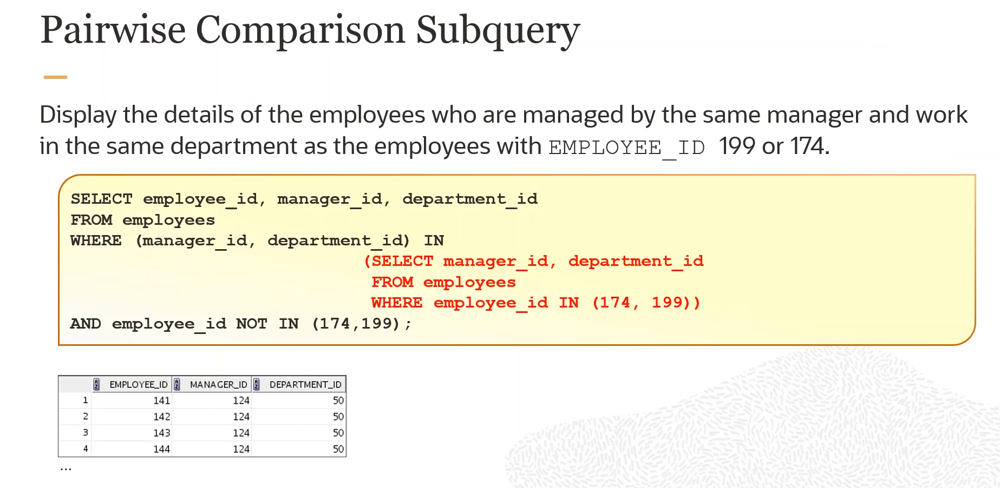 Pairwise Comparison Subquery
Display the details of the employees who are managed by the same manager and work
in the same department as the employees with EMPLOYEE_ID 199 or 174.
SELECT employee_id, manager_id, department_id
FROM employees
WHERE (manager_id, department_id) IN
(SELECT manager_id, department_id
FROM employees
WHERE employee_id IN (174, 199))
AND employee_id NOT IN (174,199);
EMPLOYEE_ID MANAGER_ID DEPARTMENT_ID
1 141 124 50
2 142 124 50
3 143 124 50
4 144 124 50
...